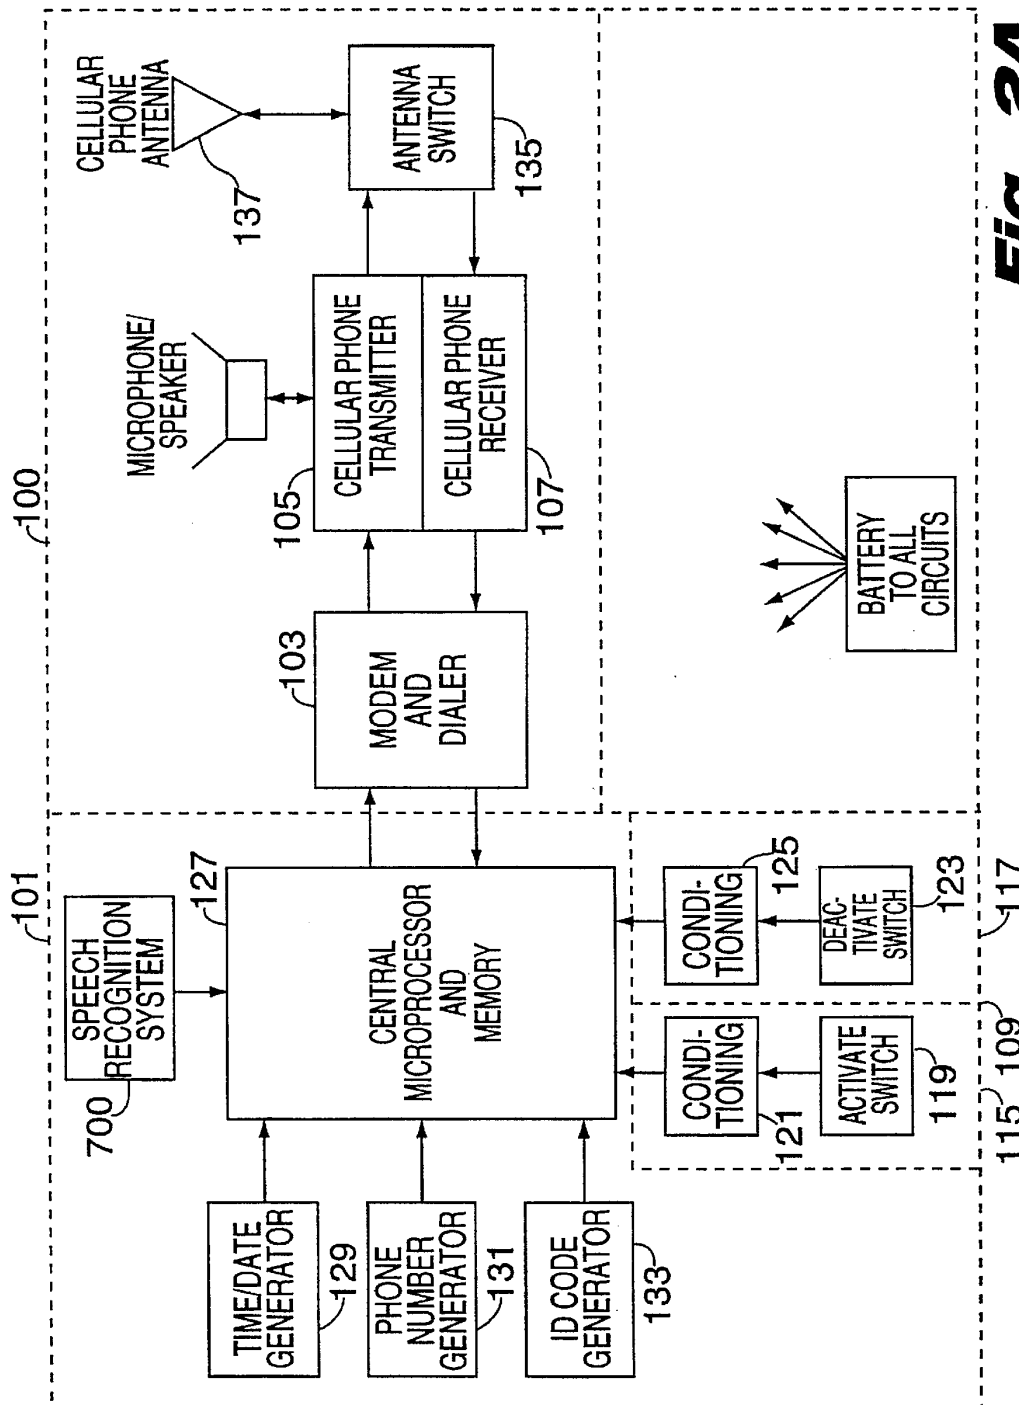 101
100
SPEECH
RECOGNITION
SYSTEM
700
127
TIME/DATE
GENERATOR
129
PHONE
NUMBER
GENERATOR
131
ID CODE
GENERATOR
133
CENTRAL
MICROPROCESSOR
AND
MEMORY
103
MODEM
AND
DIALER
MICROPHONE/
SPEAKER
105
CELLULAR PHONE
TRANSMITTER
CELLULAR PHONE
RECEIVER
107
CELLULAR
PHONE
ANTENNA
137
ANTENNA
SWITCH
135
CONDI-
TIONING
121
ACTIVATE
SWITCH
119
CONDI-
TIONING
125
DEAC-
TIVATE
SWITCH
123
BATTERY
TO ALL
CIRCUITS
115
109
117
Fig. 2A